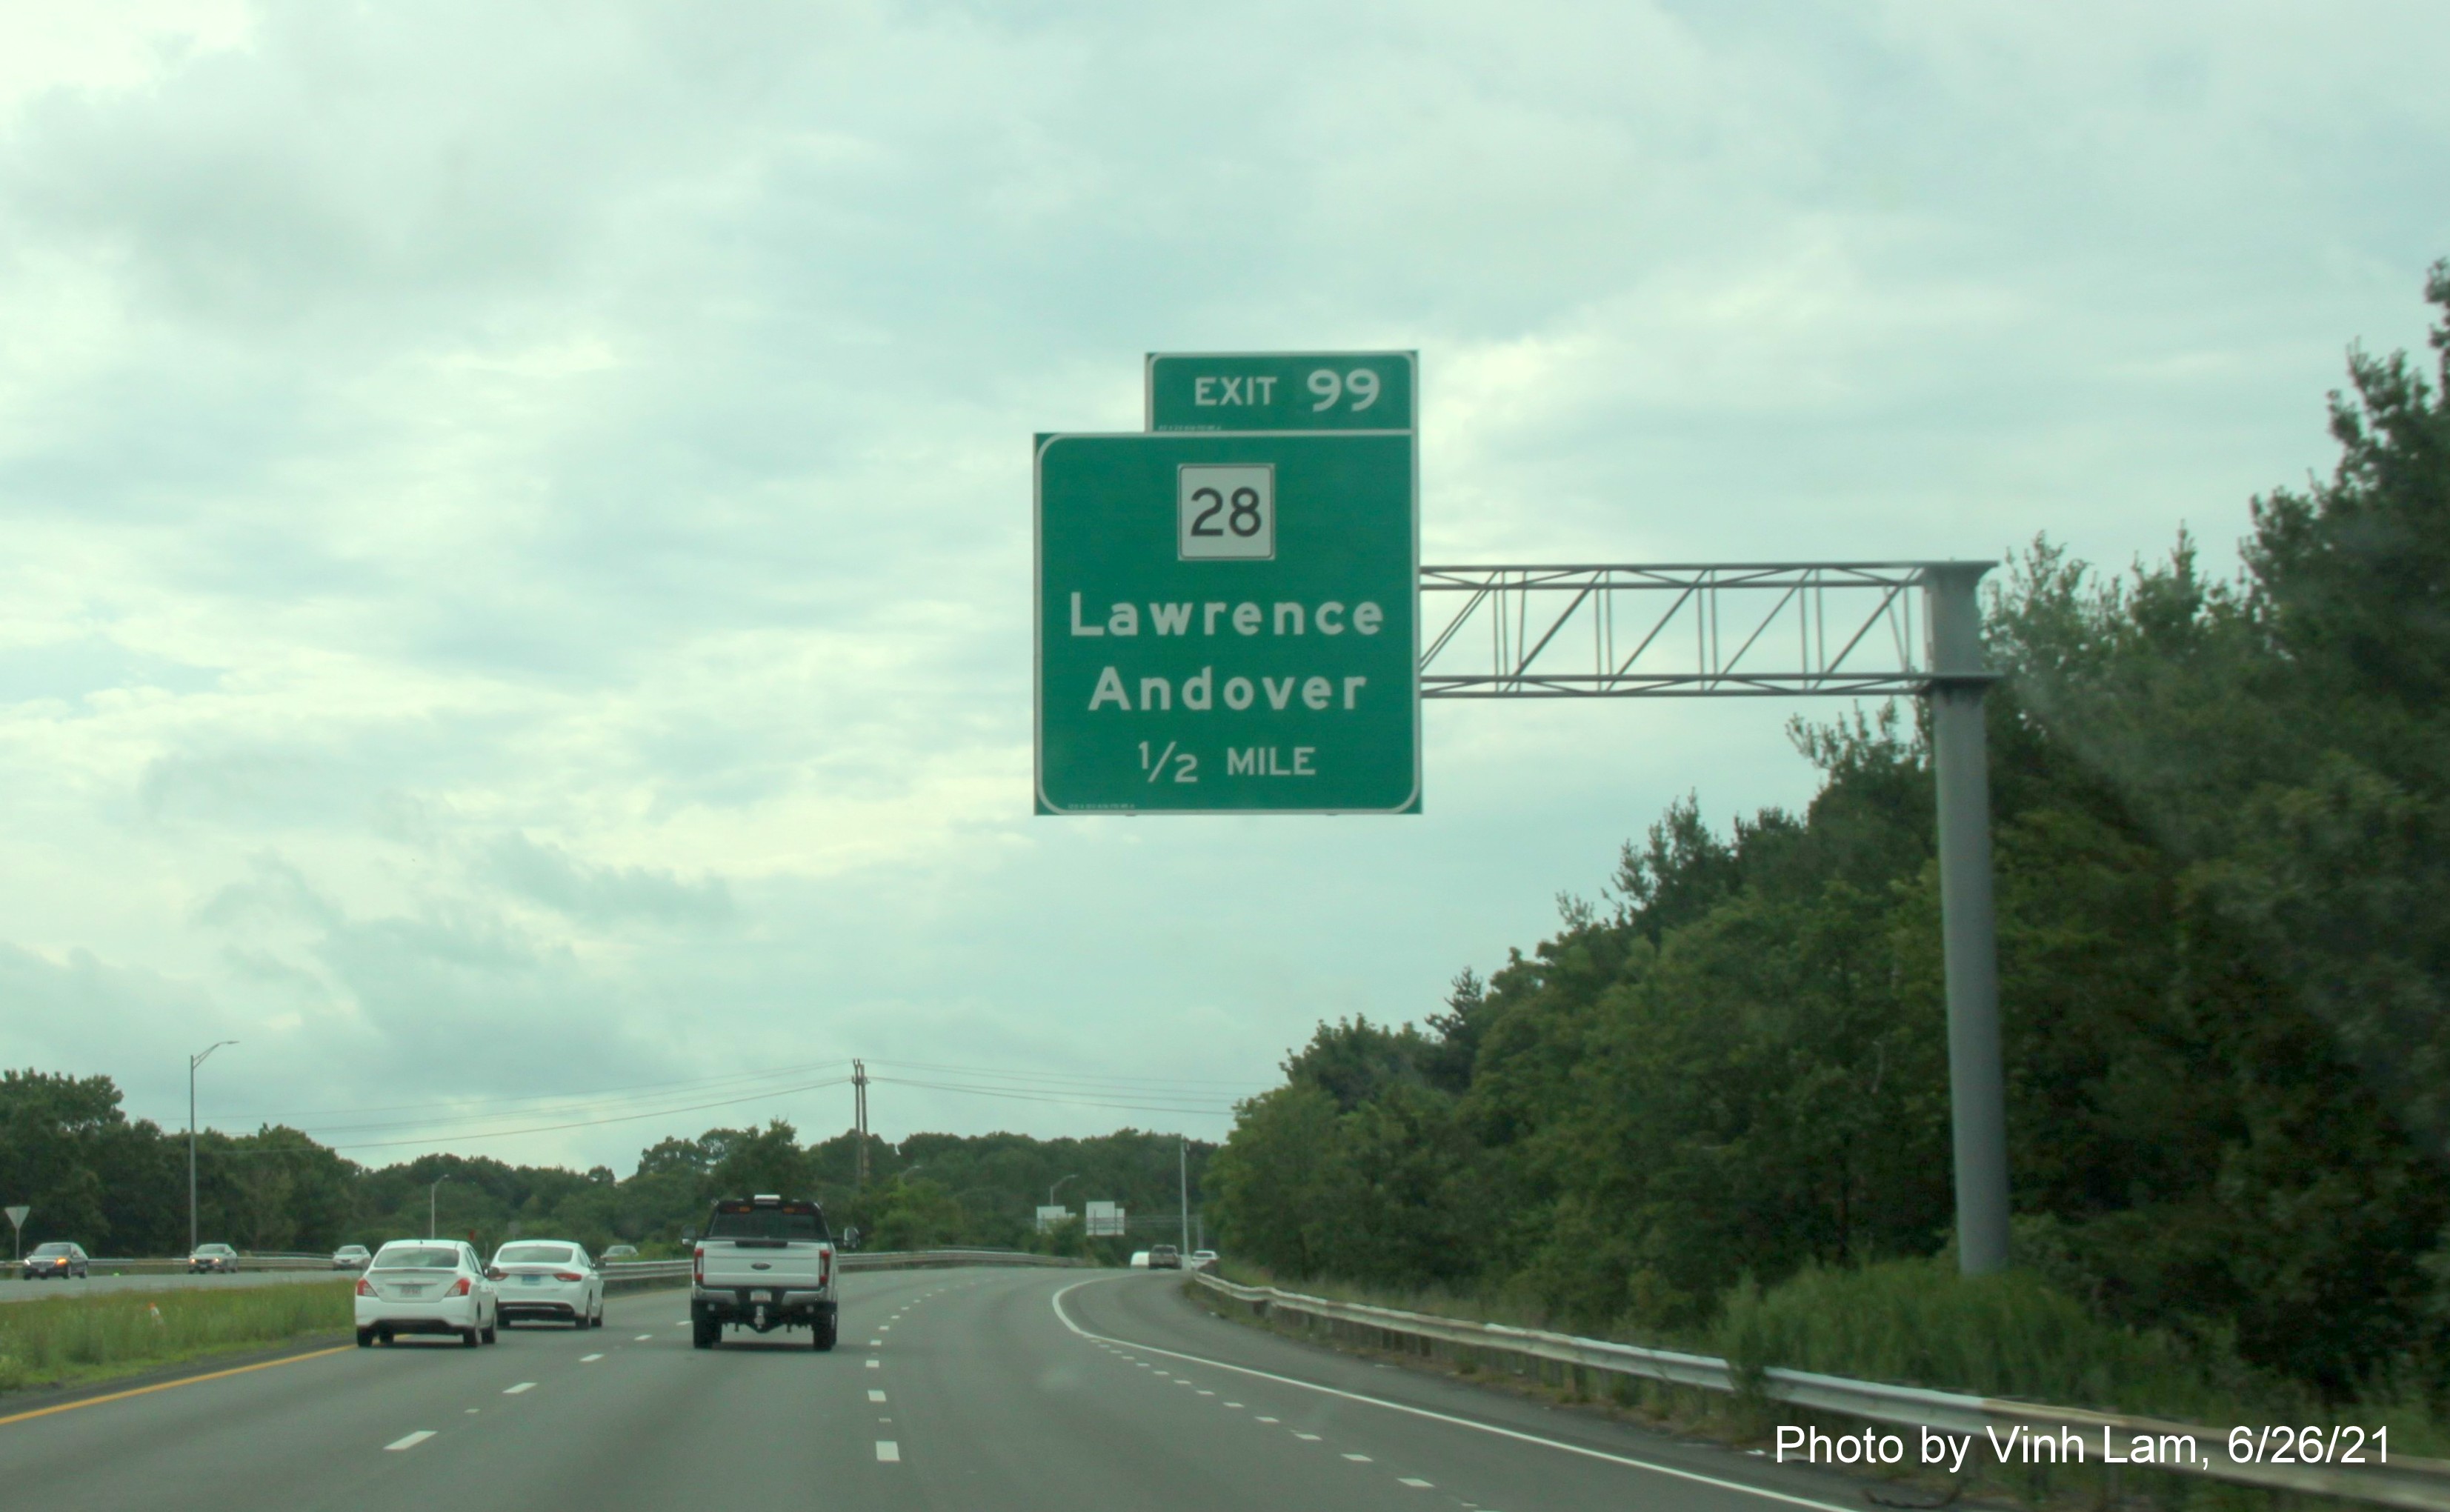 EXIT 99
28
Lawrence
Andover
1/2 MILE
Photo by Vinh Lam, 6/26/21